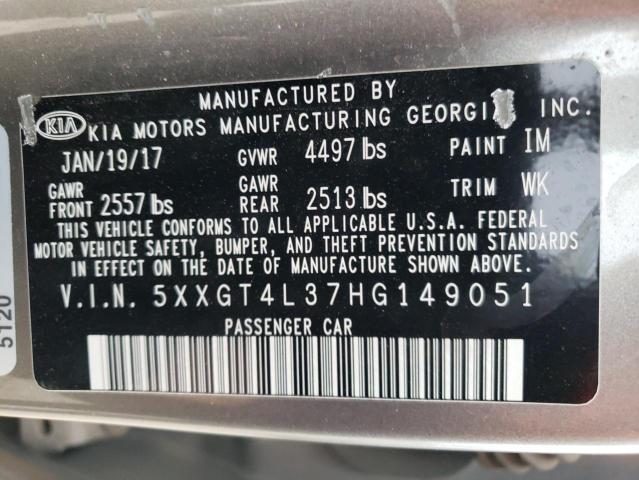 MANUFACTURED BY
KIA KIA MOTORS MANUFACTURING GEORGIA INC.
JAN/19/17 GVWR 4497 lbs PAINT IM
GAWR FRONT 2557 lbs GAWR REAR 2513 lbs TRIM WK
THIS VEHICLE CONFORMS TO ALL APPLICABLE U.S.A. FEDERAL
MOTOR VEHICLE SAFETY, BUMPER, AND THEFT PREVENTION STANDARDS
IN EFFECT ON THE DATE OF MANUFACTURE SHOWN ABOVE.
V.I.N. 5XXGT4L37HG149051
PASSENGER CAR
5120